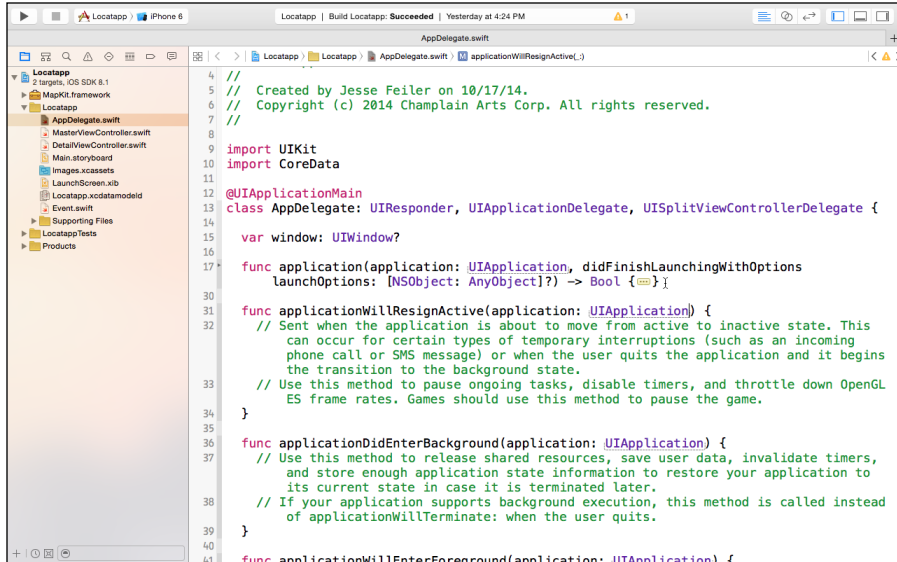 Locatapp
iPhone 6
Locatapp | Build Locatapp: Succeeded | Yesterday at 4:24 PM
1
AppDelegate.swift
+
Locatapp
Locatapp
AppDelegate.swift
applicationWillResignActive(_:)
Locatapp
2 targets, iOS SDK 8.1
MapKit.framework
Locatapp
AppDelegate.swift
MasterViewController.swift
DetailViewController.swift
Main.storyboard
Images.xcassets
LaunchScreen.xib
Locatapp.xcdatamodeld
Event.swift
Supporting Files
LocatappTests
Products
4 //
5 //  Created by Jesse Feiler on 10/17/14.
6 //  Copyright (c) 2014 Champlain Arts Corp. All rights reserved.
7 //
8
9 import UIKit
10 import CoreData
11
12 @UIApplicationMain
13 class AppDelegate: UIResponder, UIApplicationDelegate, UISplitViewControllerDelegate {
14
15 var window: UIWindow?
16
17 func application(application: UIApplication, didFinishLaunchingWithOptions
launchOptions: [NSObject: AnyObject]?) -> Bool {...}
30
31 func applicationWillResignActive(application: UIApplication) {
32 // Sent when the application is about to move from active to inactive state. This
can occur for certain types of temporary interruptions (such as an incoming
phone call or SMS message) or when the user quits the application and it begins
the transition to the background state.
33 // Use this method to pause ongoing tasks, disable timers, and throttle down OpenGL
ES frame rates. Games should use this method to pause the game.
34 }
35
36 func applicationDidEnterBackground(application: UIApplication) {
37 // Use this method to release shared resources, save user data, invalidate timers,
and store enough application state information to restore your application to
its current state in case it is terminated later.
38 // If your application supports background execution, this method is called instead
of applicationWillTerminate: when the user quits.
39 }
40
41 func applicationWillEnterForeground(application: UIApplication) {